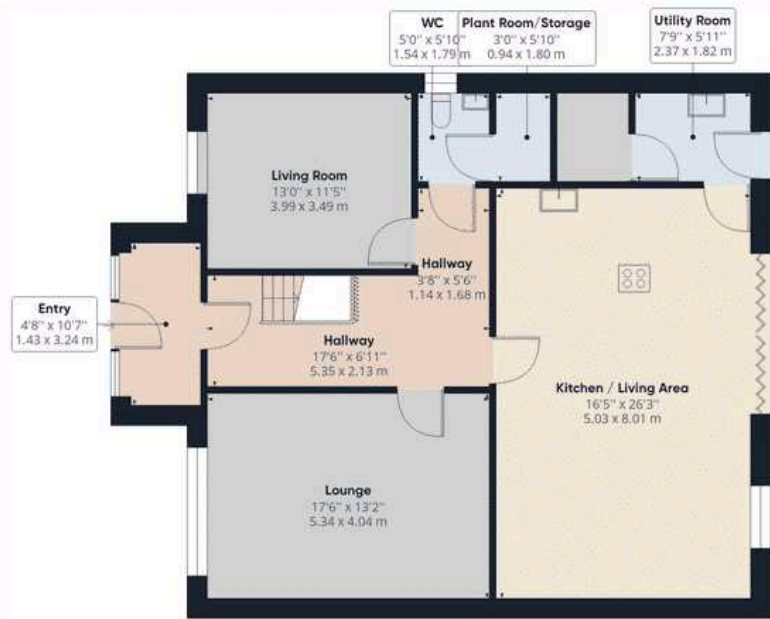 WC
5'0" x 5'10"
1.54 x 1.79 m
Plant Room/Storage
3'0" x 5'10"
0.94 x 1.80 m
Utility Room
7'9" x 5'11"
2.37 x 1.82 m
Living Room
13'0" x 11'5"
3.99 x 3.49 m
Hallway
3'8" x 5'6"
1.14 x 1.68 m
Entry
4'8" x 10'7"
1.43 x 3.24 m
Hallway
17'6" x 6'11"
5.35 x 2.13 m
Kitchen / Living Area
16'5" x 26'3"
5.03 x 8.01 m
Lounge
17'6" x 13'2"
5.34 x 4.04 m